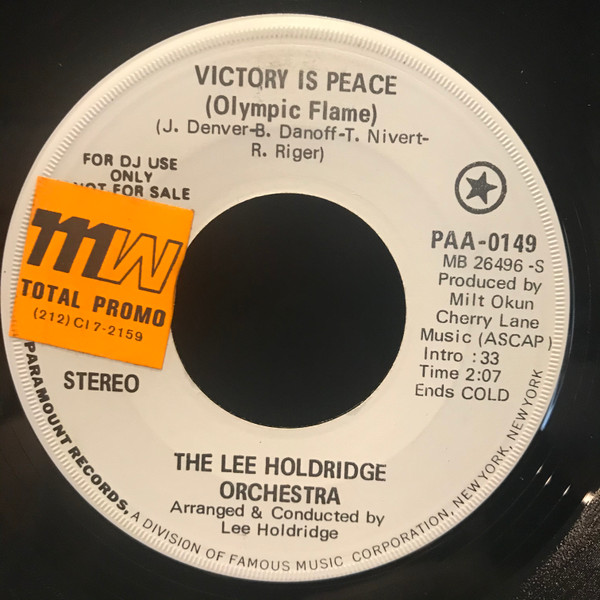 VICTORY IS PEACE
(Olympic Flame)
(J. Denver-B. Danoff-T. Nivert-
R. Riger)
FOR DJ USE
ONLY
NOT FOR SALE
MW
TOTAL PROMO
(212) CI 7-2159
STEREO
PAA-0149
MB 26496-S
Produced by
Milt Okun
Cherry Lane
Music (ASCAP)
Intro :33
Time 2:07
Ends COLD
THE LEE HOLDRIDGE
ORCHESTRA
Arranged & Conducted by
Lee Holdridge
PARAMOUNT RECORDS, A DIVISION OF FAMOUS MUSIC CORPORATION, NEW YORK, NEW YORK